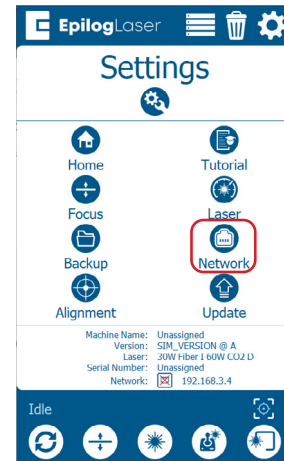 EpilogLaser
Settings
Home Tutorial
Focus Laser
Backup Network
Alignment Update
Machine Name: Unassigned
Version: SIM_VERSION @ A
Laser: 30W Fiber I 60W CO2 D
Serial Number: Unassigned
Network: 192.168.3.4
Idle